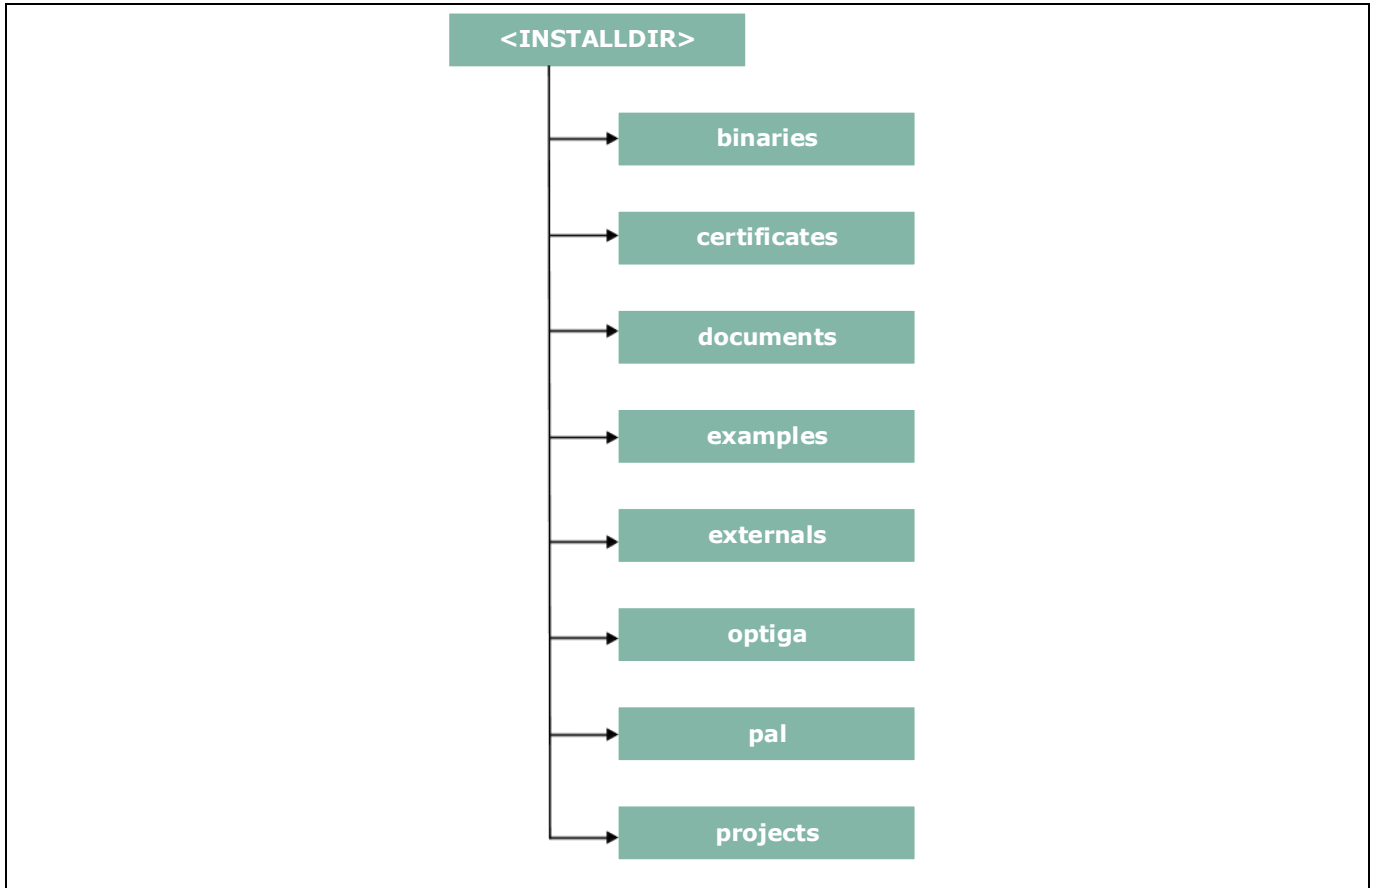 <INSTALLDIR>
binaries
certificates
documents
examples
externals
optiga
pal
projects